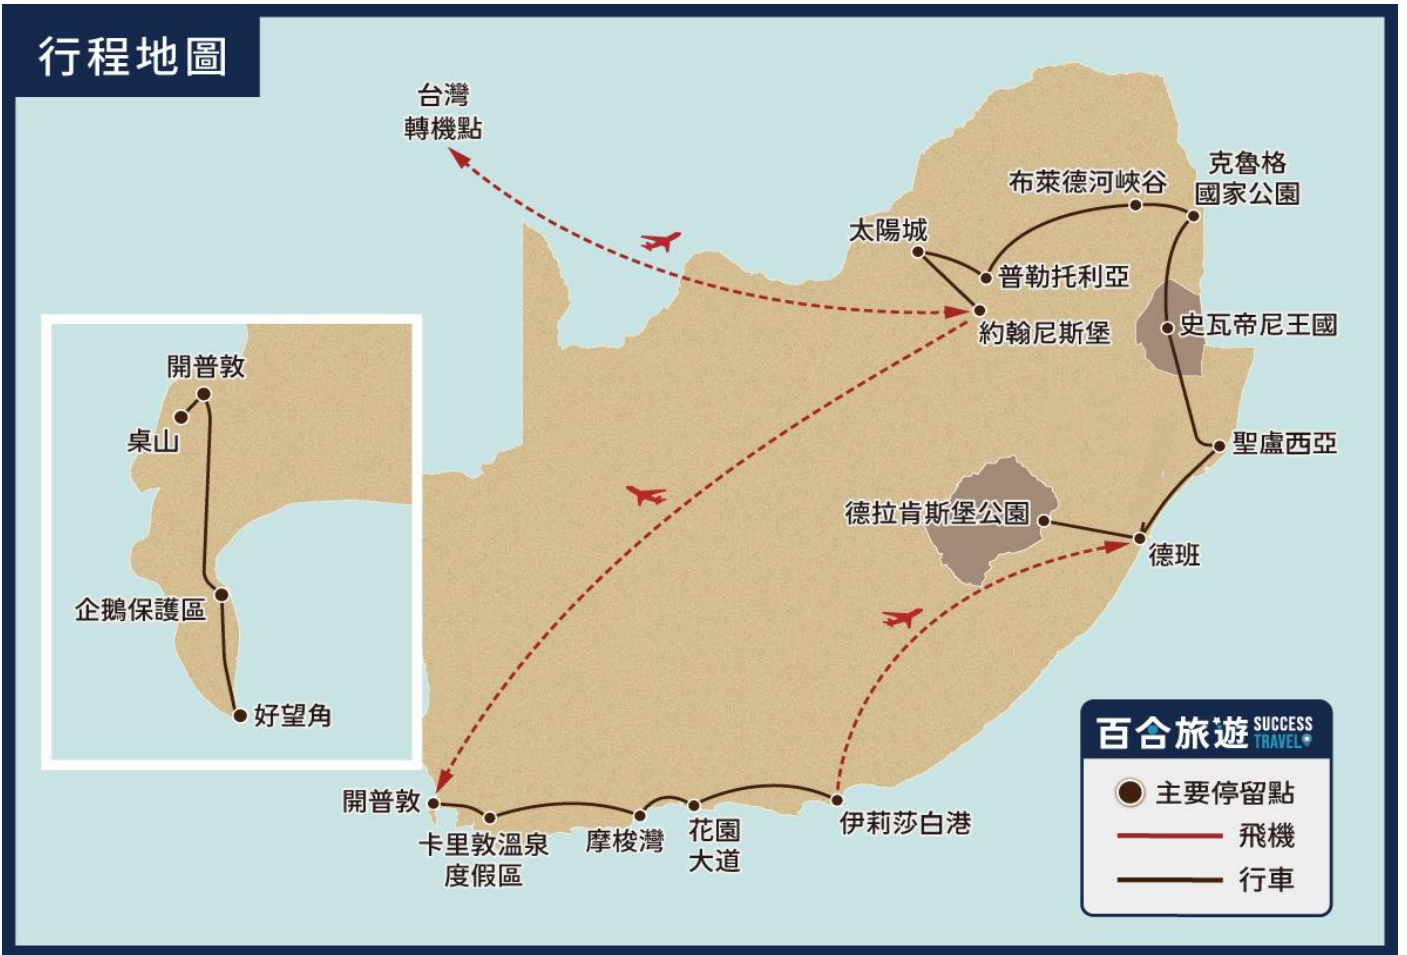 行程地圖
台灣
轉機點
克魯格
國家公園
布萊德河峽谷
太陽城
普勒托利亞
約翰尼斯堡
史瓦帝尼王國
開普敦
桌山
聖盧西亞
德拉肯斯堡公園
德班
企鵝保護區
好望角
開普敦
卡里敦溫泉
度假區
摩梭灣
花園
大道
伊莉莎白港
百合旅遊 SUCCESS
TRAVEL
主要停留點
飛機
行車